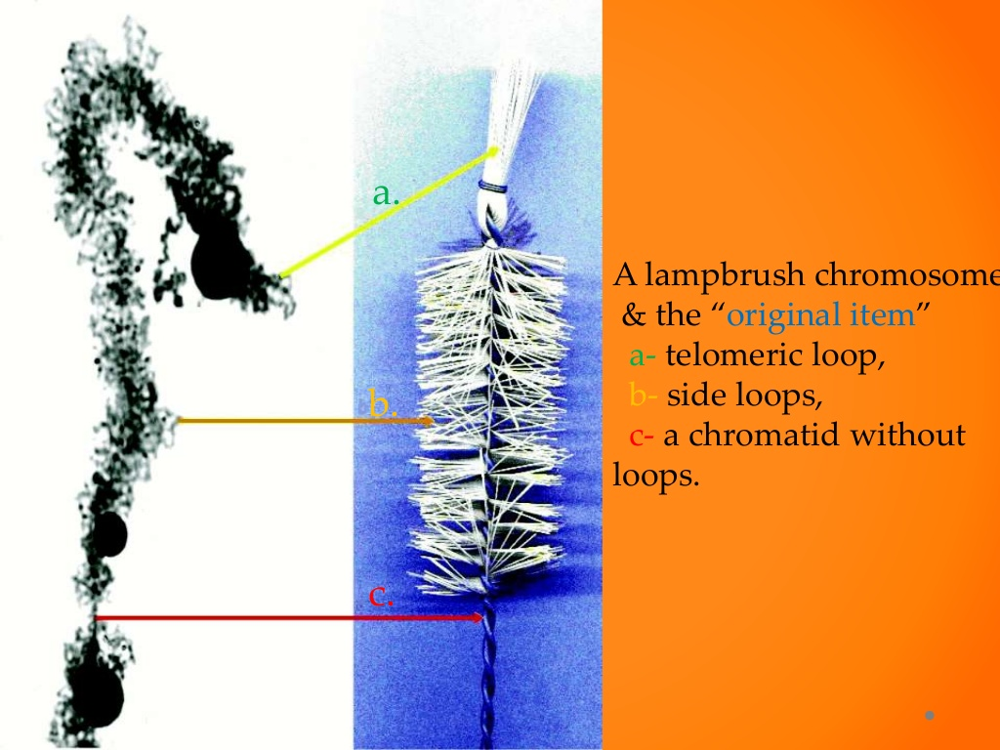 a.
b.
c.
A lampbrush chromosome
& the “original item”
a- telomeric loop,
b- side loops,
c- a chromatid without
loops.